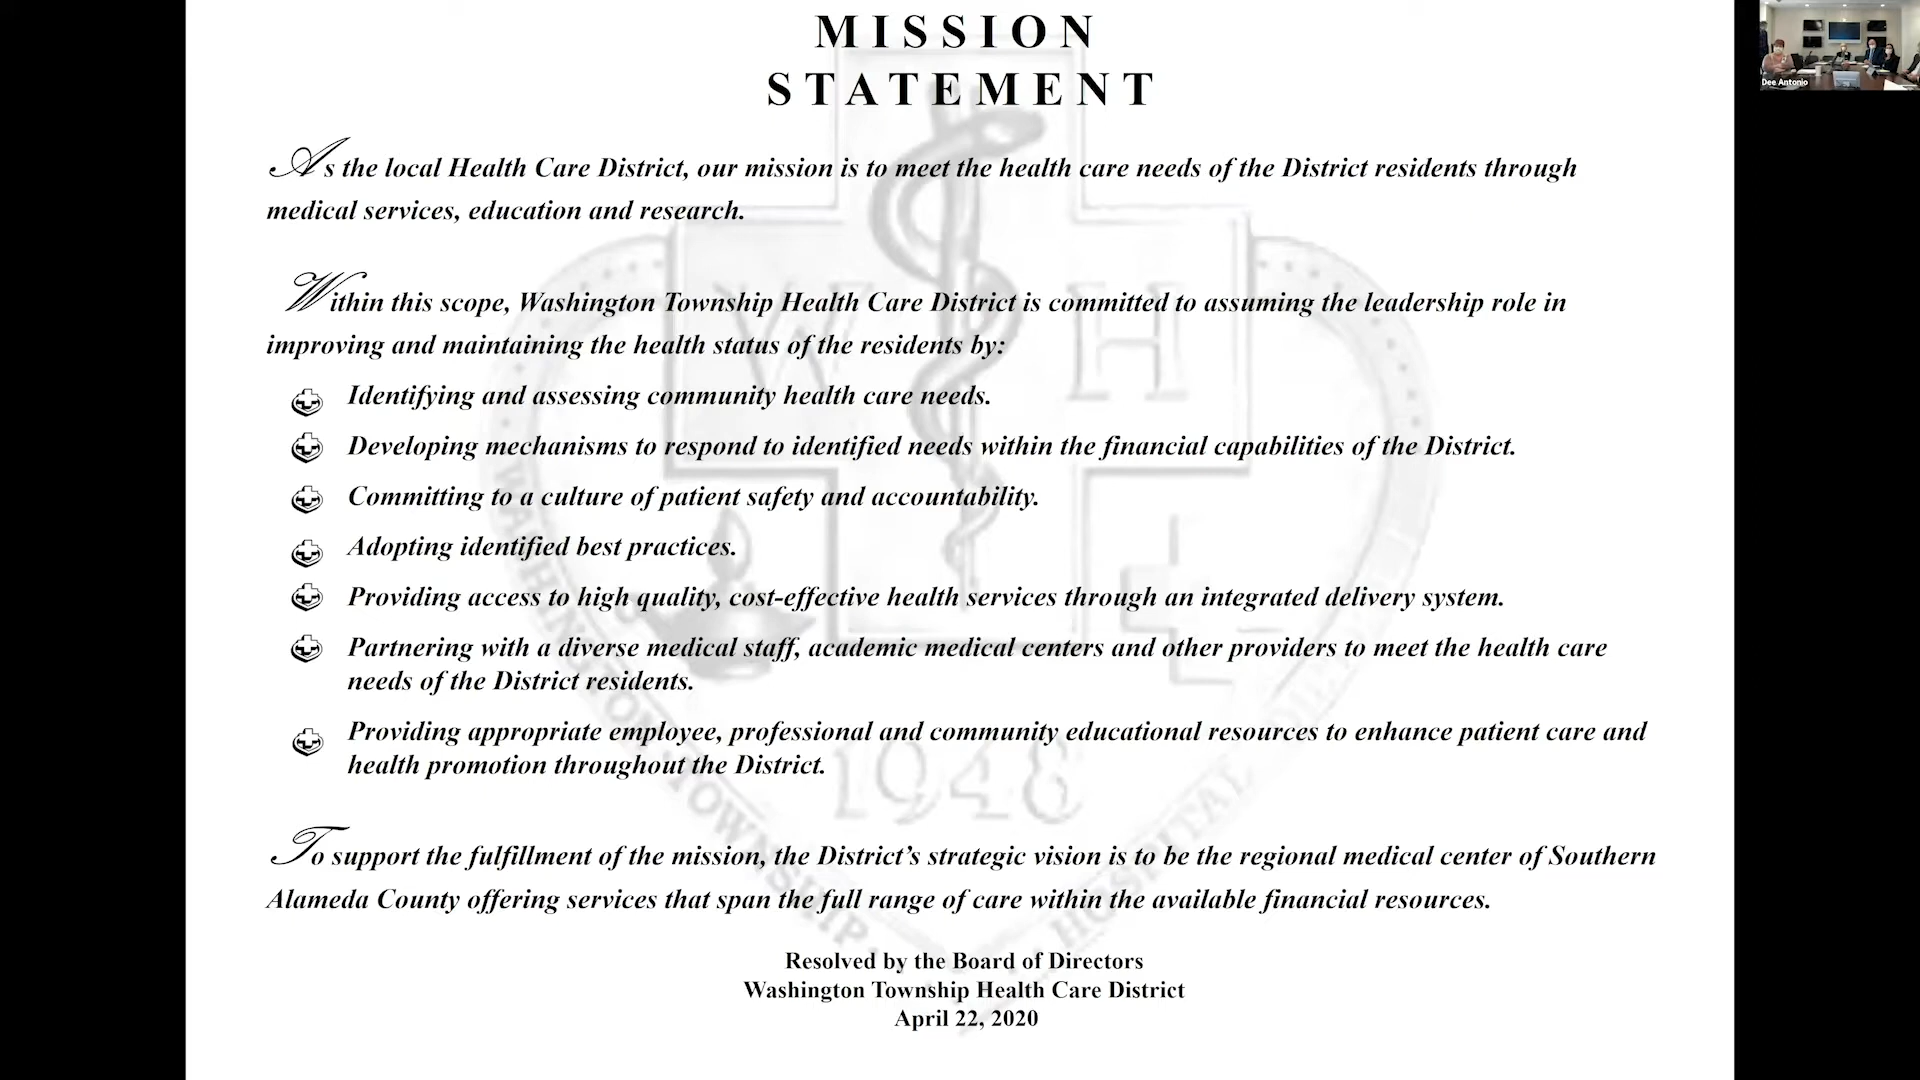 MISSION
STATEMENT
Dee Antonio
As the local Health Care District, our mission is to meet the health care needs of the District residents through
medical services, education and research.
Within this scope, Washington Township Health Care District is committed to assuming the leadership role in
improving and maintaining the health status of the residents by:
Identifying and assessing community health care needs.
Developing mechanisms to respond to identified needs within the financial capabilities of the District.
Committing to a culture of patient safety and accountability.
Adopting identified best practices.
Providing access to high quality, cost-effective health services through an integrated delivery system.
Partnering with a diverse medical staff, academic medical centers and other providers to meet the health care
needs of the District residents.
Providing appropriate employee, professional and community educational resources to enhance patient care and
health promotion throughout the District.
To support the fulfillment of the mission, the District's strategic vision is to be the regional medical center of Southern
Alameda County offering services that span the full range of care within the available financial resources.
Resolved by the Board of Directors
Washington Township Health Care District
April 22, 2020
W H
1948
WASHINGTON TOWNSHIP HOSPITAL